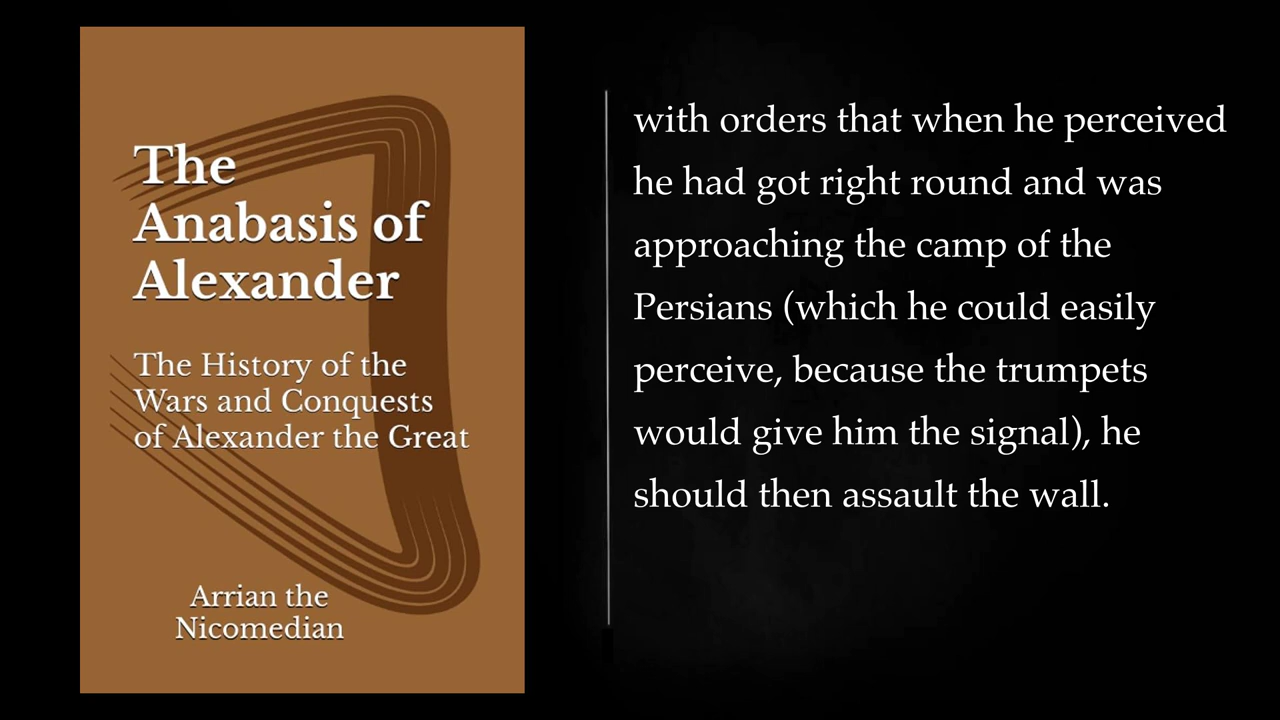 The
Anabasis of
Alexander
The History of the
Wars and Conquests
of Alexander the Great
Arrian the
Nicomedian
with orders that when he perceived
he had got right round and was
approaching the camp of the
Persians (which he could easily
perceive, because the trumpets
would give him the signal), he
should then assault the wall.